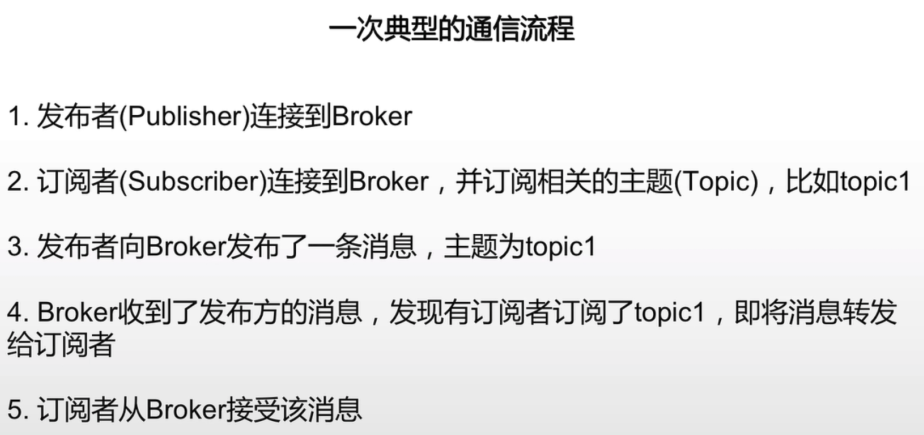 一次典型的通信流程
1. 发布者(Publisher)连接到Broker
2. 订阅者(Subscriber)连接到Broker，并订阅相关的主题(Topic)，比如topic1
3. 发布者向Broker发布了一条消息，主题为topic1
4. Broker收到了发布方的消息，发现有订阅者订阅了topic1，即将消息转发
给订阅者
5. 订阅者从Broker接受该消息